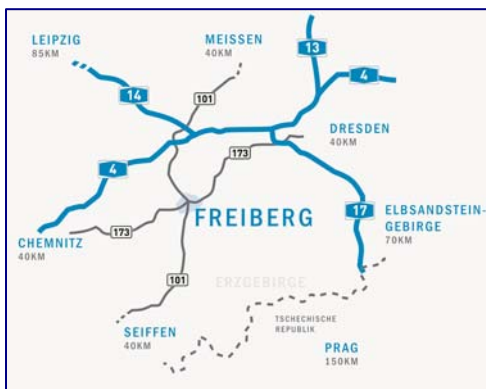 LEIPZIG
85KM
MEISSEN
40KM
13
4
14
101
DRESDEN
40KM
173
4
FREIBERG
17
ELBSANDSTEIN-
GEBIRGE
70KM
173
CHEMNITZ
40KM
101
ERZGEBIRGE
TSCHECHISCHE
REPUBLIK
SEIFFEN
40KM
PRAG
150KM